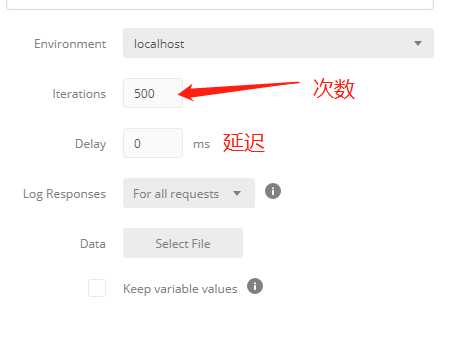 Environment localhost
Iterations 500 次数
Delay 0 ms 延迟
Log Responses For all requests
Data Select File
Keep variable values